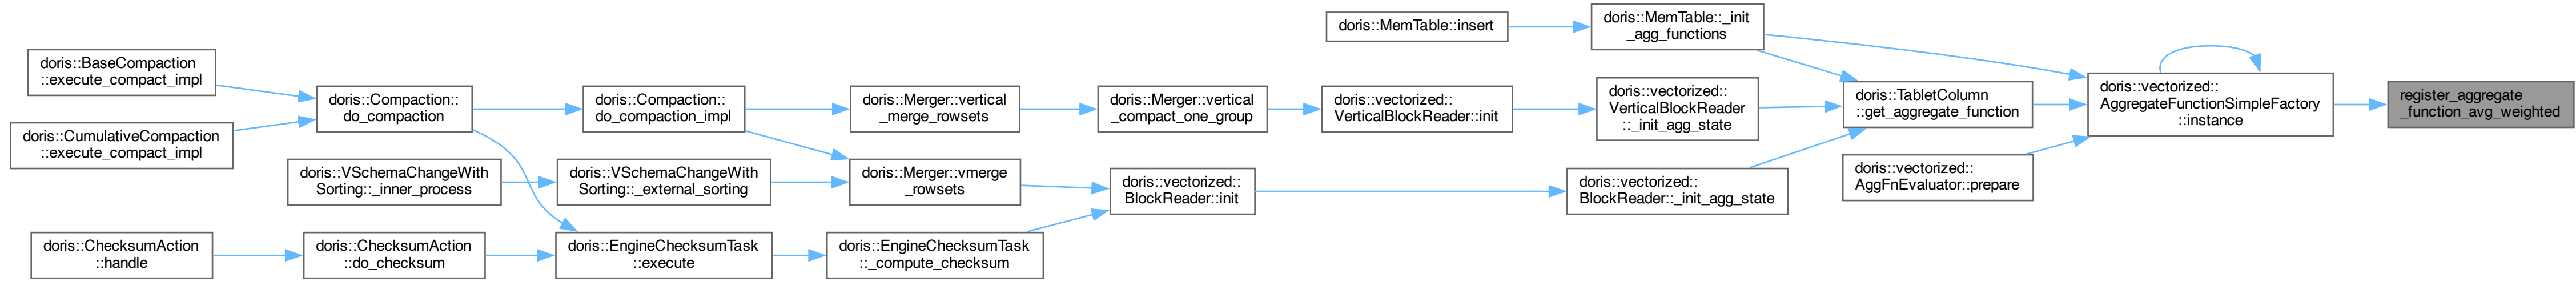 doris::BaseCompaction
::execute_compact_impl
doris::CumulativeCompaction
::execute_compact_impl
doris::Compaction::
do_compaction
doris::VSchemaChangeWith
Sorting::_inner_process
doris::ChecksumAction
::handle
doris::ChecksumAction
::do_checksum
doris::Compaction::
do_compaction_impl
doris::VSchemaChangeWith
Sorting::_external_sorting
doris::EngineChecksumTask
::execute
doris::Merger::vertical
_merge_rowsets
doris::Merger::vmerge
_rowsets
doris::EngineChecksumTask
::_compute_checksum
doris::Merger::vertical
_compact_one_group
doris::vectorized::
BlockReader::init
doris::MemTable::insert
doris::vectorized::
VerticalBlockReader::init
doris::MemTable::_init
_agg_functions
doris::vectorized::
VerticalBlockReader
::_init_agg_state
doris::vectorized::
BlockReader::_init_agg_state
doris::TabletColumn
::get_aggregate_function
doris::vectorized::
AggFnEvaluator::prepare
doris::vectorized::
AggregateFunctionSimpleFactory
::instance
register_aggregate
_function_avg_weighted